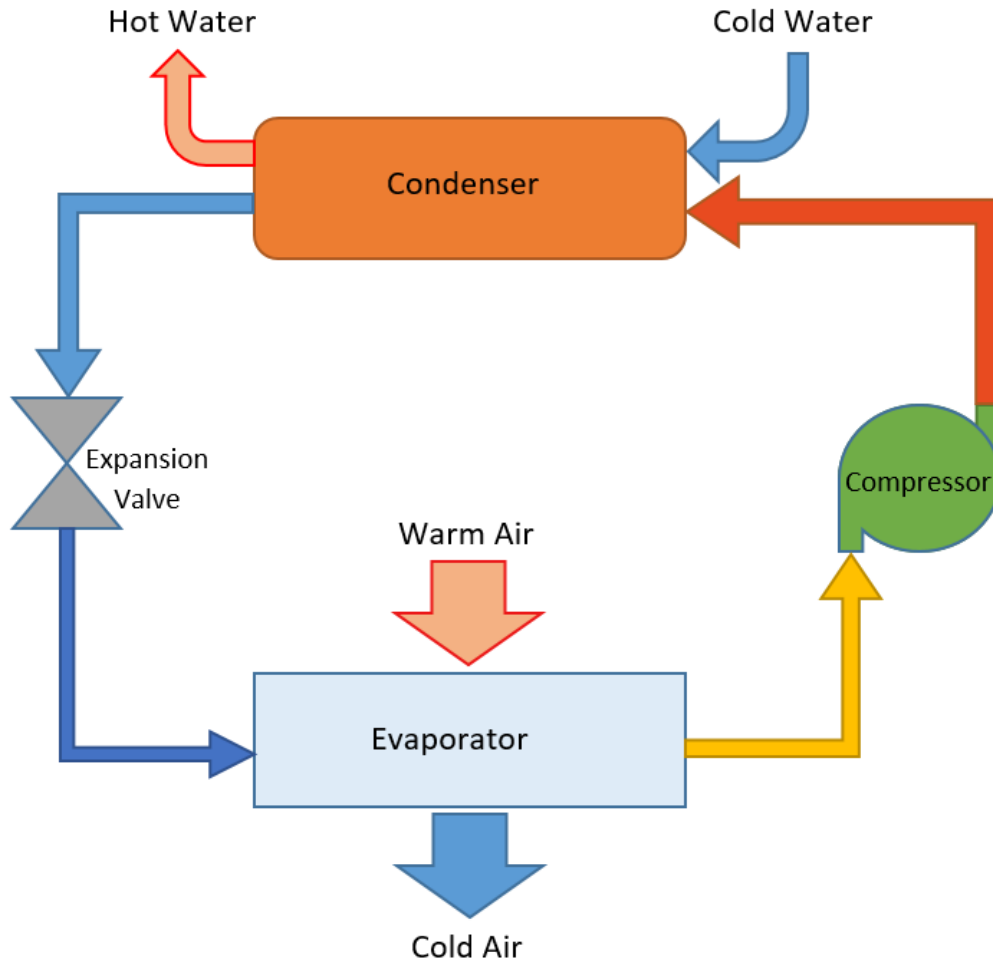 Hot Water
Cold Water
Condenser
Expansion
Valve
Compressor
Warm Air
Evaporator
Cold Air